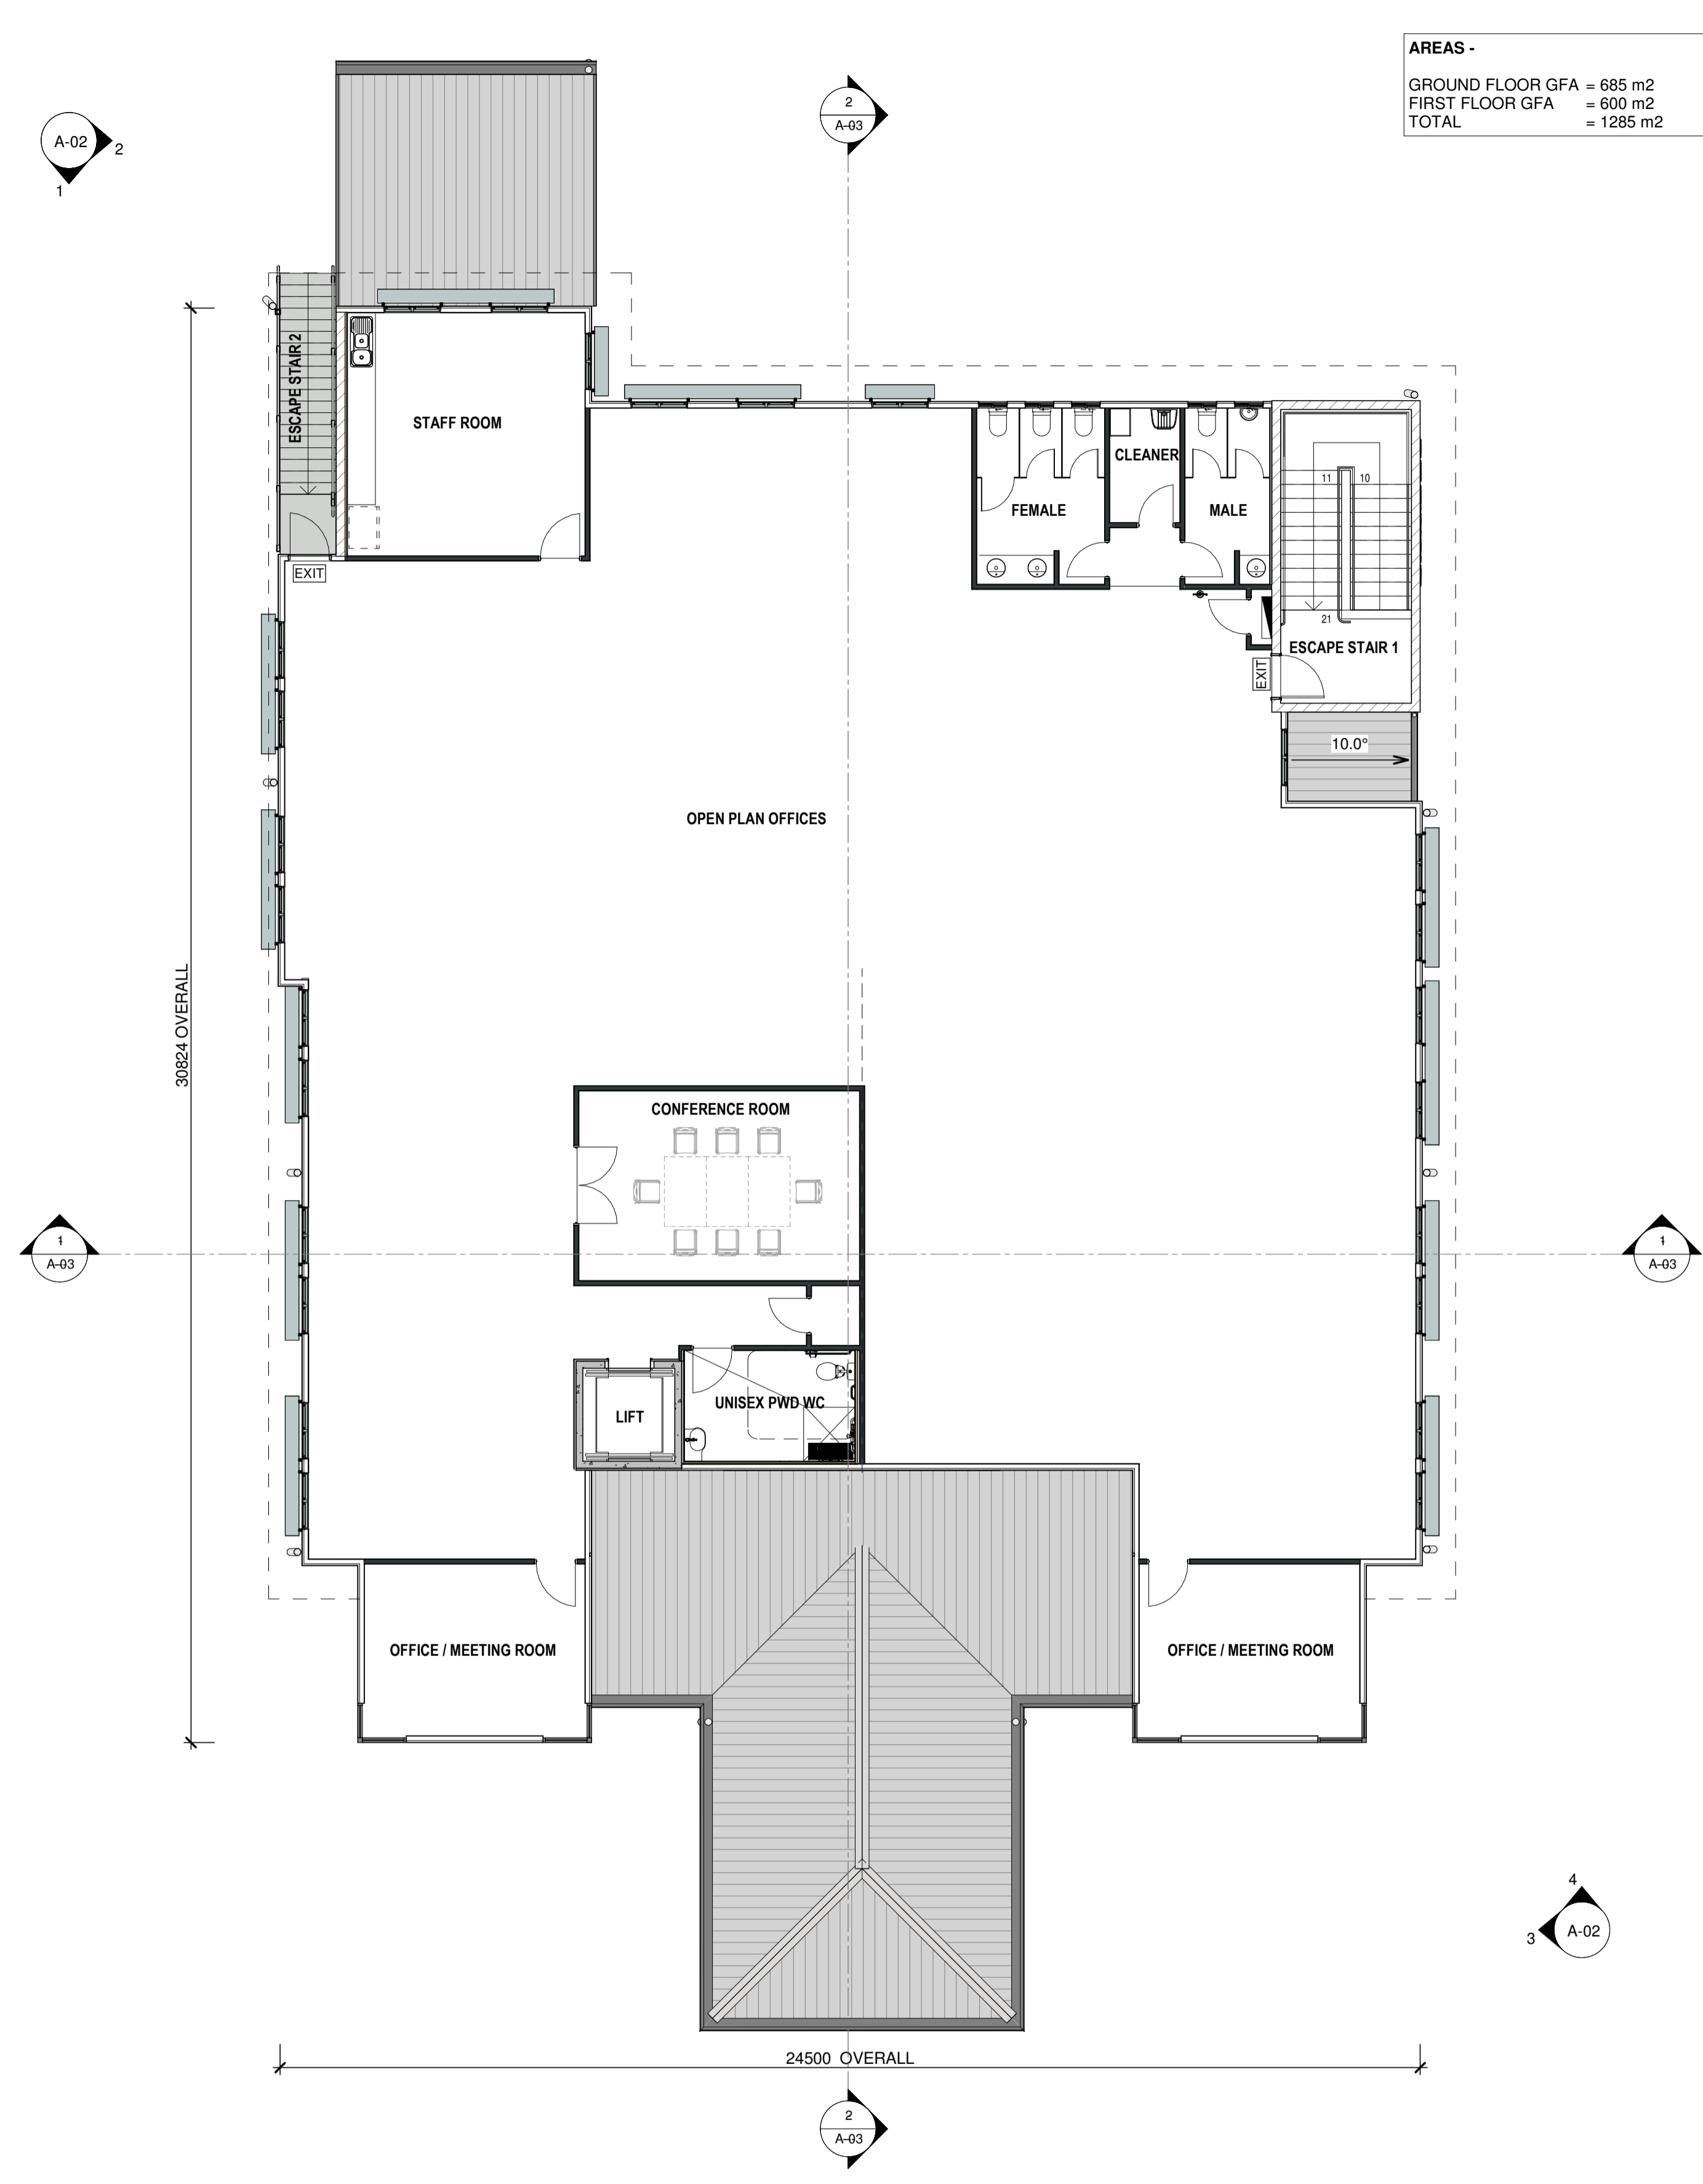 AREAS -
GROUND FLOOR GFA = 685 m2
FIRST FLOOR GFA = 600 m2
TOTAL = 1285 m2
2
A-03
A-02
2
1
ESCAPE STAIR 2
STAFF ROOM
EXIT
CLEANER
FEMALE
MALE
11
10
21
ESCAPE STAIR 1
EXIT
10.0°
OPEN PLAN OFFICES
30824 OVERALL
CONFERENCE ROOM
1
A-03
1
A-03
UNISEX PWD WC
LIFT
OFFICE / MEETING ROOM
OFFICE / MEETING ROOM
4
3
A-02
24500 OVERALL
2
A-03